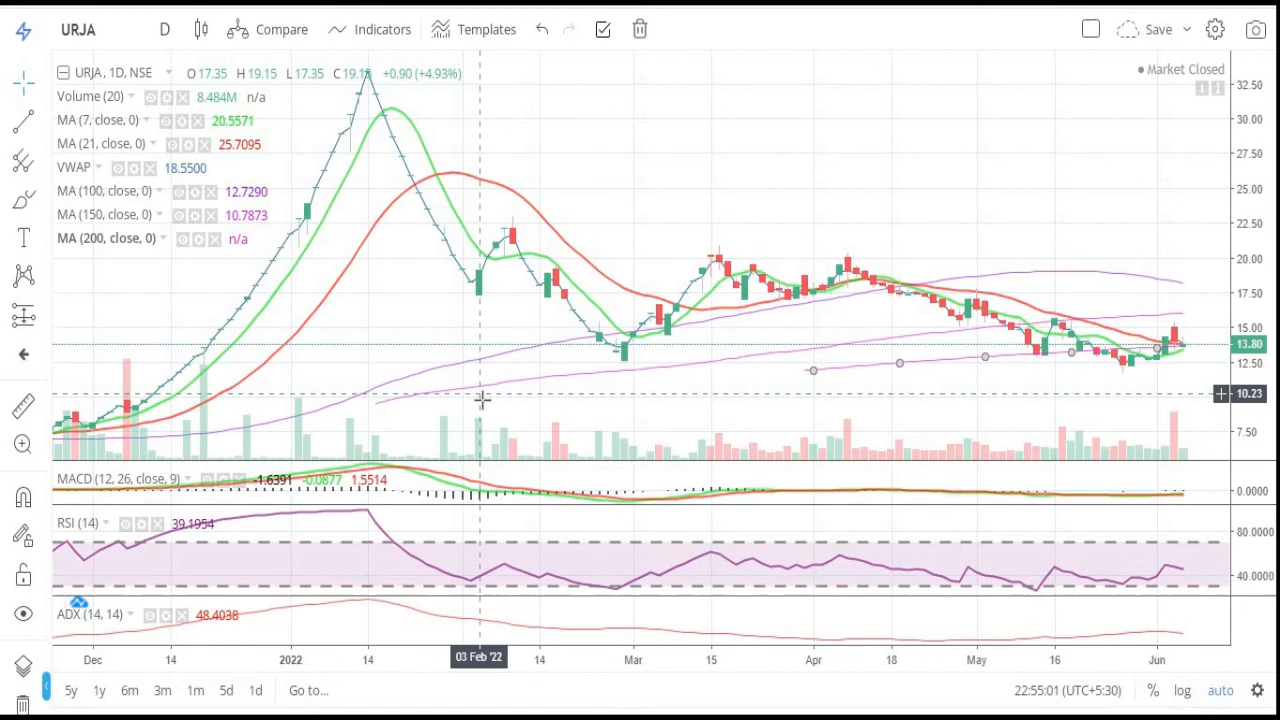 URJA D Compare Indicators Templates Save
URJA, 1D, NSE O 17.35 H 19.15 L 17.35 C 19.15 +0.90 (+4.93%)
Market Closed
Volume (20) 8.484M n/a
MA (7, close, 0) 20.5571
MA (21, close, 0) 25.7095
VWAP 18.5500
MA (100, close, 0) 12.7290
MA (150, close, 0) 10.7873
MA (200, close, 0) n/a
32.50
30.00
27.50
25.00
22.50
20.00
17.50
15.00
13.80
12.50
10.23
7.50
MACD (12, 26, close, 9) -1.6391 -0.0877 1.5514
0.0000
RSI (14) 39.1954
80.0000
40.0000
ADX (14, 14) 48.4038
Dec 14 2022 14 03 Feb '22 14 Mar 15 Apr 18 May 16 Jun
5y 1y 6m 3m 1m 5d 1d Go to... 22:55:01 (UTC+5:30) % log auto